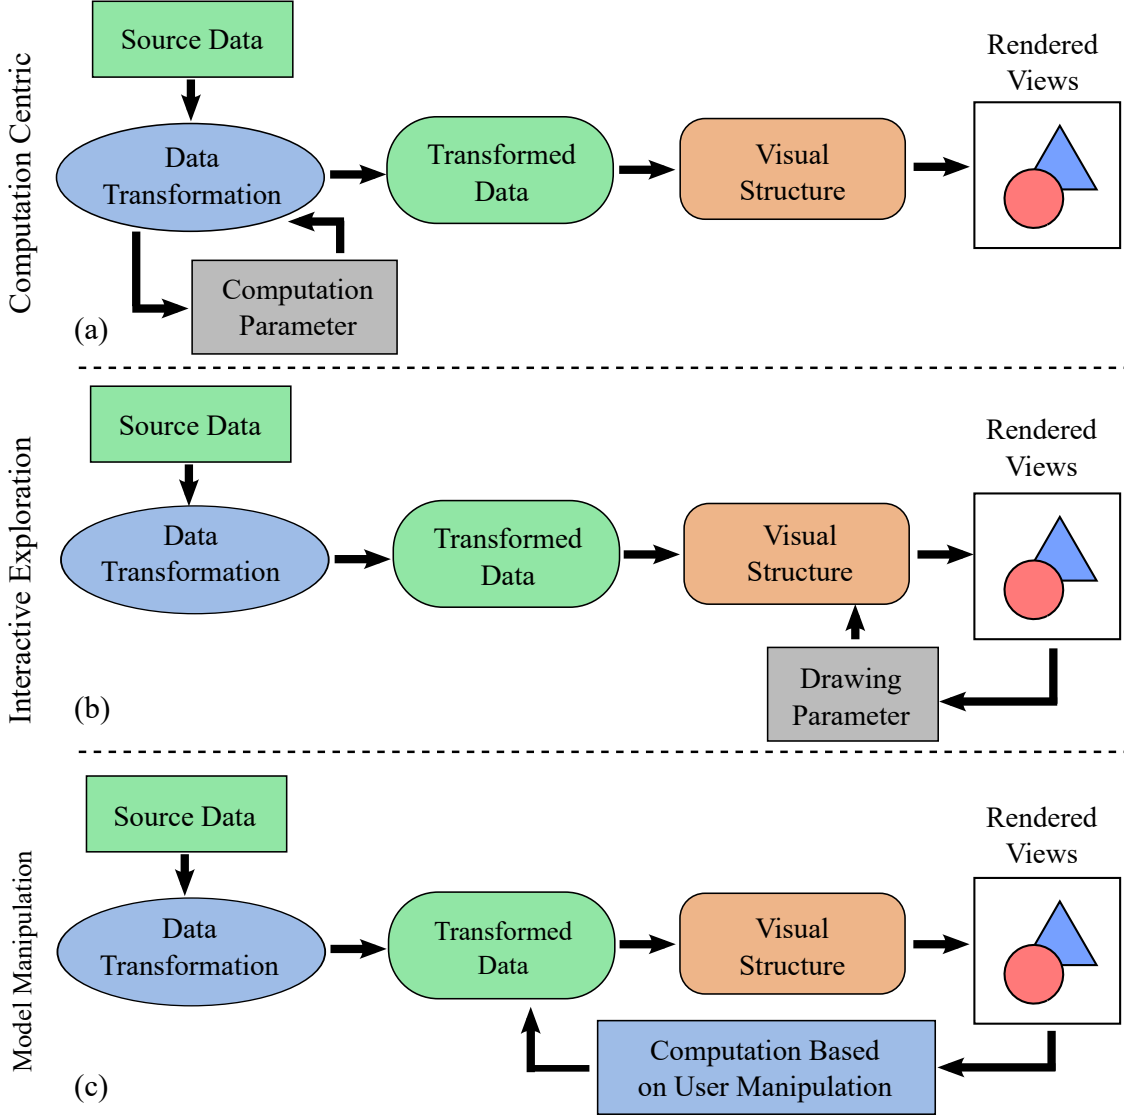 Computation Centric
Source Data
Data
Transformation
Transformed
Data
Visual
Structure
Rendered
Views
Computation
Parameter
(a)
Interactive Exploration
Source Data
Data
Transformation
Transformed
Data
Visual
Structure
Rendered
Views
Drawing
Parameter
(b)
Model Manipulation
Source Data
Data
Transformation
Transformed
Data
Visual
Structure
Rendered
Views
Computation Based
on User Manipulation
(c)